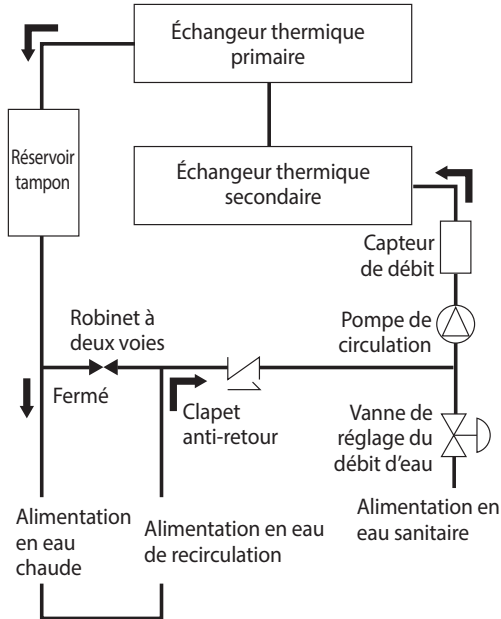 Échangeur thermique
primaire
Réservoir
tampon
Échangeur thermique
secondaire
Capteur
de débit
Robinet à
deux voies
Pompe de
circulation
Fermé
Clapet
anti-retour
Vanne de
réglage du
débit d'eau
Alimentation
en eau
chaude
Alimentation en eau
de recirculation
Alimentation en
eau sanitaire